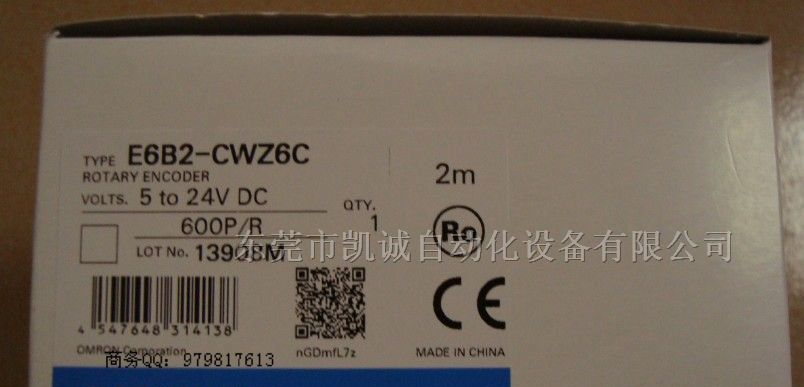 TYPE E6B2-CWZ6C
ROTARY ENCODER
VOLTS. 5 to 24V DC
2m
QTY.
600P/R 1
Ro
东莞市凯诚自动化设备有限公司
LOT No. 13908M
CE
4 547648 314138
nGDmfL7z
OMRON Corporation
MADE IN CHINA
商务QQ: 979817613